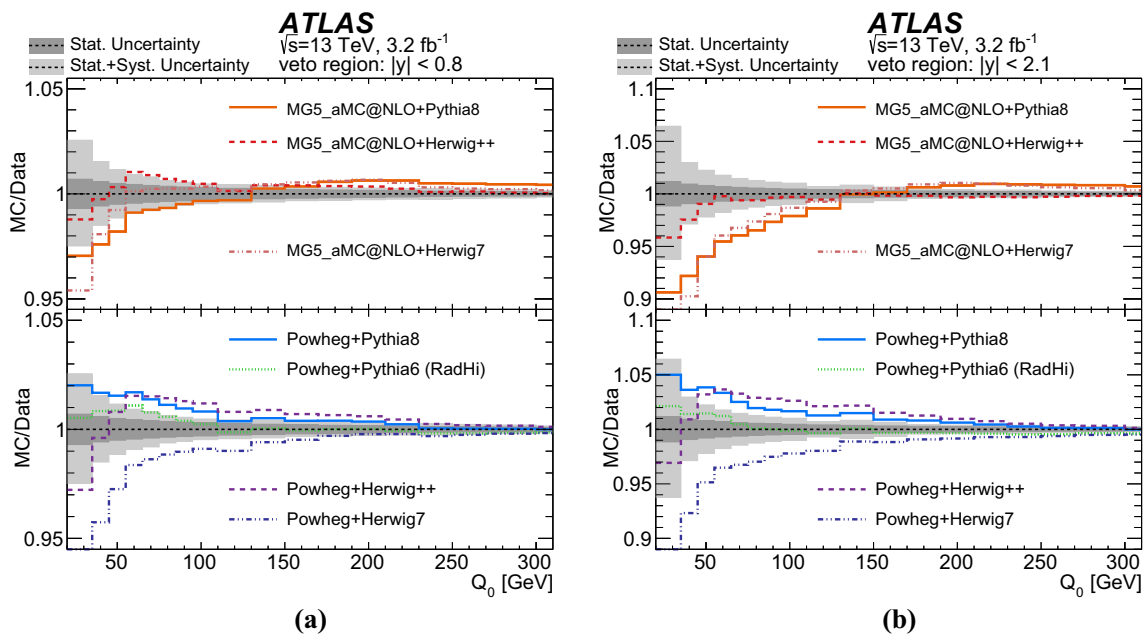 ATLAS
√s=13 TeV, 3.2 fb⁻¹
veto region: |y| < 0.8
Stat. Uncertainty
Stat.+Syst. Uncertainty
1.05
MG5_aMC@NLO+Pythia8
MG5_aMC@NLO+Herwig++
MC/Data
1
MG5_aMC@NLO+Herwig7
0.95
1.05
Powheg+Pythia8
Powheg+Pythia6 (RadHi)
MC/Data
1
Powheg+Herwig++
Powheg+Herwig7
0.95
50 100 150 200 250 300
Q₀ [GeV]
(a)
ATLAS
√s=13 TeV, 3.2 fb⁻¹
veto region: |y| < 2.1
Stat. Uncertainty
Stat.+Syst. Uncertainty
1.1
MG5_aMC@NLO+Pythia8
1.05
MG5_aMC@NLO+Herwig++
MC/Data
1
0.95
MG5_aMC@NLO+Herwig7
0.9
1.1
Powheg+Pythia8
Powheg+Pythia6 (RadHi)
1.05
MC/Data
1
0.95
Powheg+Herwig++
Powheg+Herwig7
0.9
50 100 150 200 250 300
Q₀ [GeV]
(b)